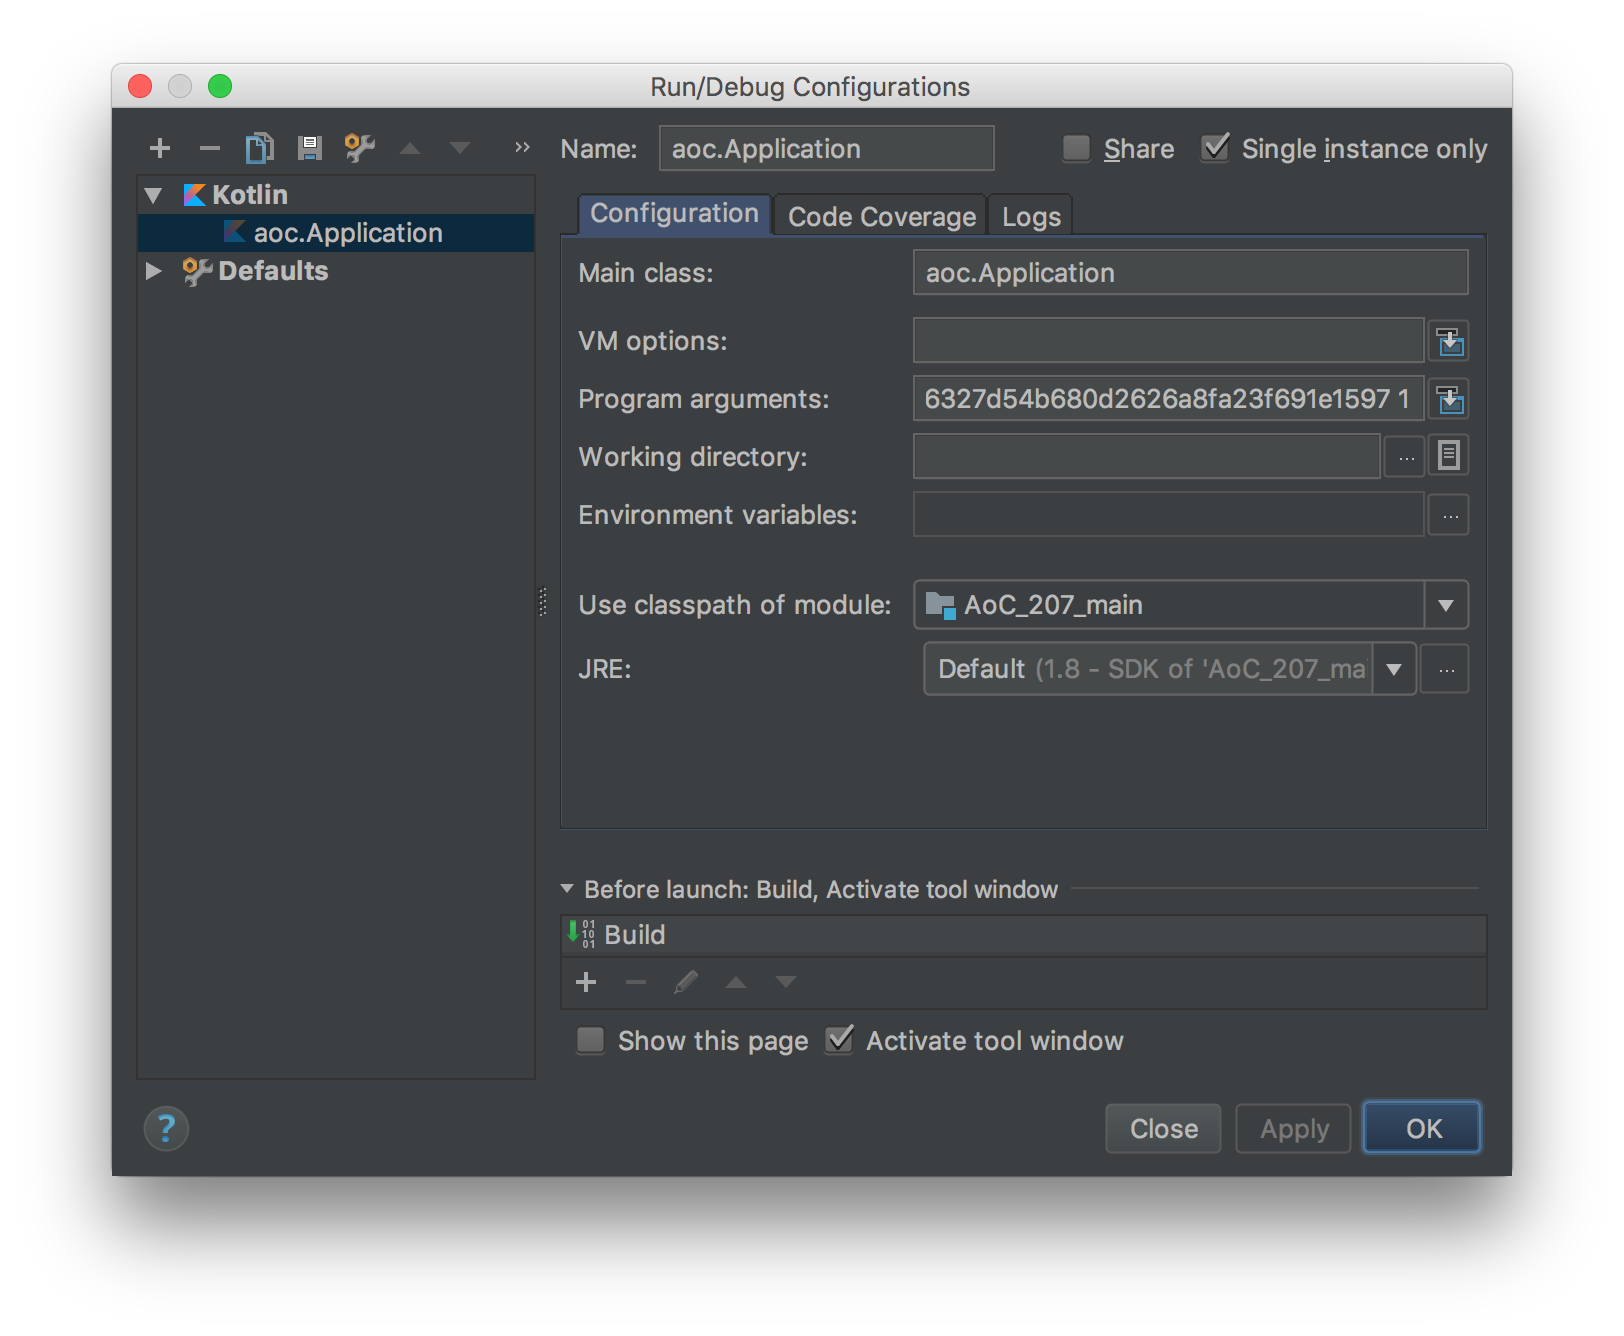 Run/Debug Configurations
Name: aoc.Application Share Single instance only
Kotlin
aoc.Application
Defaults
Configuration Code Coverage Logs
Main class: aoc.Application
VM options:
Program arguments: 6327d54b680d2626a8fa23f691e1597 1
Working directory: ...
Environment variables: ...
Use classpath of module: AoC_207_main
JRE: Default (1.8 - SDK of 'AoC_207_ma ...
Before launch: Build, Activate tool window
01
10
01
Build
Show this page Activate tool window
? Close Apply OK